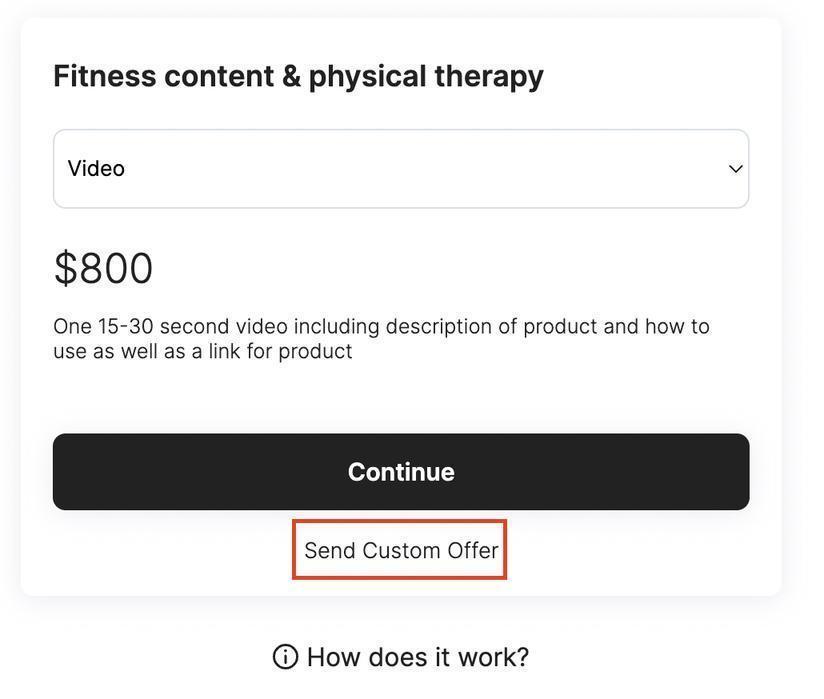 Fitness content & physical therapy
Video
$800
One 15-30 second video including description of product and how to
use as well as a link for product
Continue
Send Custom Offer
How does it work?